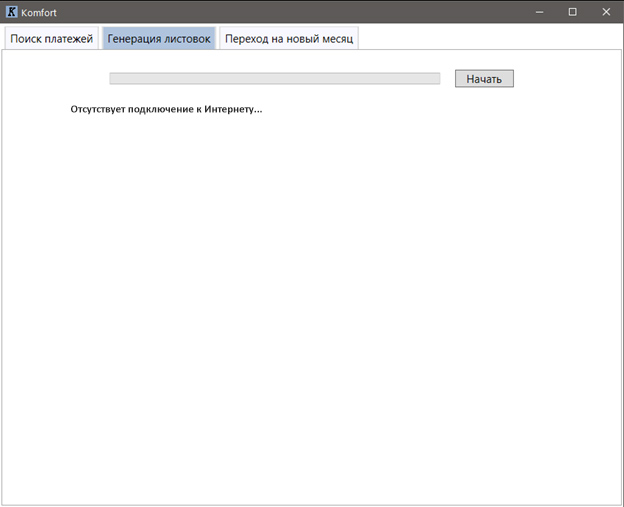 K Komfort
Поиск платежей Генерация листовок Переход на новый месяц
Начать
Отсутствует подключение к Интернету...